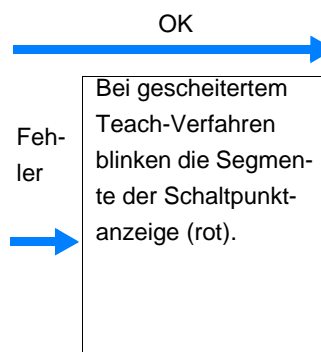 OK
Feh-
ler
Bei gescheitertem
Teach-Verfahren
blinken die Segmen-
te der Schaltpunkt-
anzeige (rot).